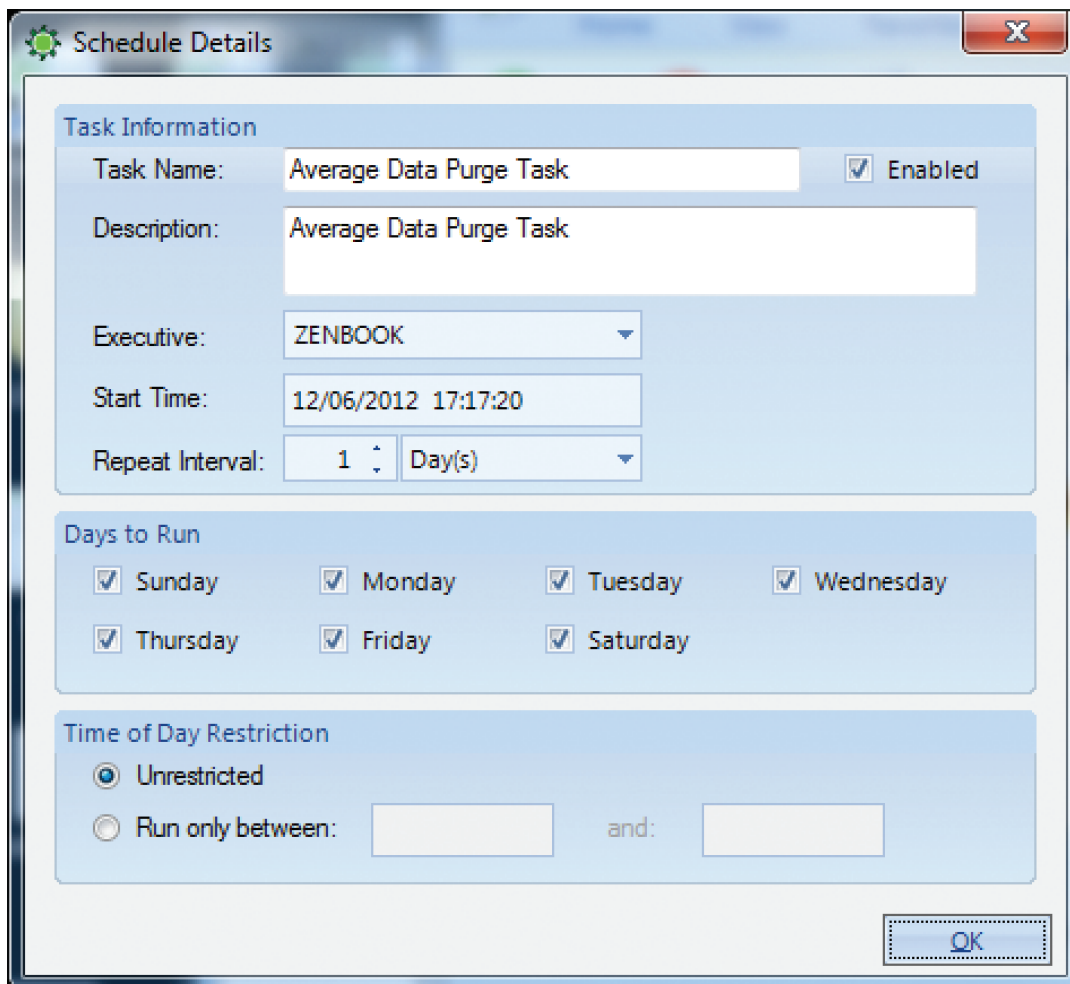 Schedule Details
Task Information
Task Name: Average Data Purge Task Enabled
Description: Average Data Purge Task
Executive: ZENBOOK
Start Time: 12/06/2012 17:17:20
Repeat Interval: 1 Day(s)
Days to Run
Sunday Monday Tuesday Wednesday
Thursday Friday Saturday
Time of Day Restriction
Unrestricted
Run only between: and:
OK